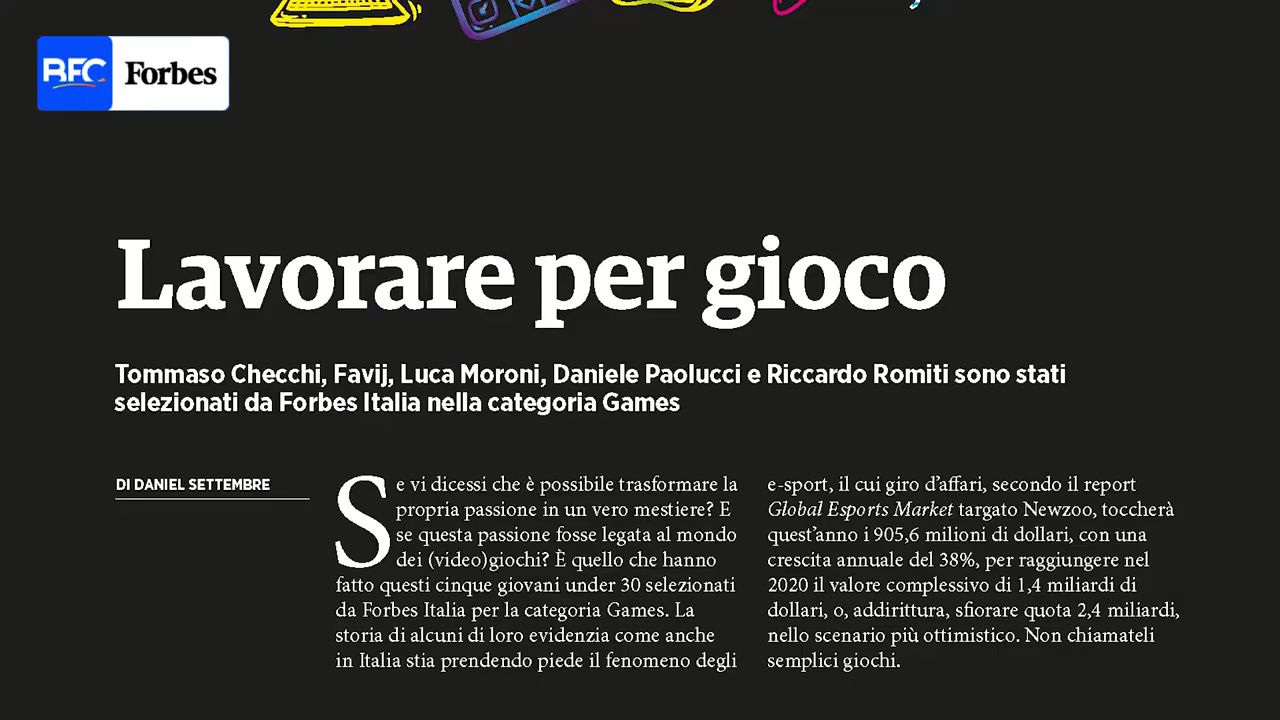 BFC Forbes
Lavorare per gioco
Tommaso Checchi, Favij, Luca Moroni, Daniele Paolucci e Riccardo Romiti sono stati
selezionati da Forbes Italia nella categoria Games
DI DANIEL SETTEMBRE
Se vi dicessi che è possibile trasformare la
propria passione in un vero mestiere? E
se questa passione fosse legata al mondo
dei (video)giochi? È quello che hanno
fatto questi cinque giovani under 30 selezionati
da Forbes Italia per la categoria Games. La
storia di alcuni di loro evidenzia come anche
in Italia stia prendendo piede il fenomeno degli
e-sport, il cui giro d'affari, secondo il report
Global Esports Market targato Newzoo, toccherà
quest'anno i 905,6 milioni di dollari, con una
crescita annuale del 38%, per raggiungere nel
2020 il valore complessivo di 1,4 miliardi di
dollari, o, addirittura, sfiorare quota 2,4 miliardi,
nello scenario più ottimistico. Non chiamateli
semplici giochi.